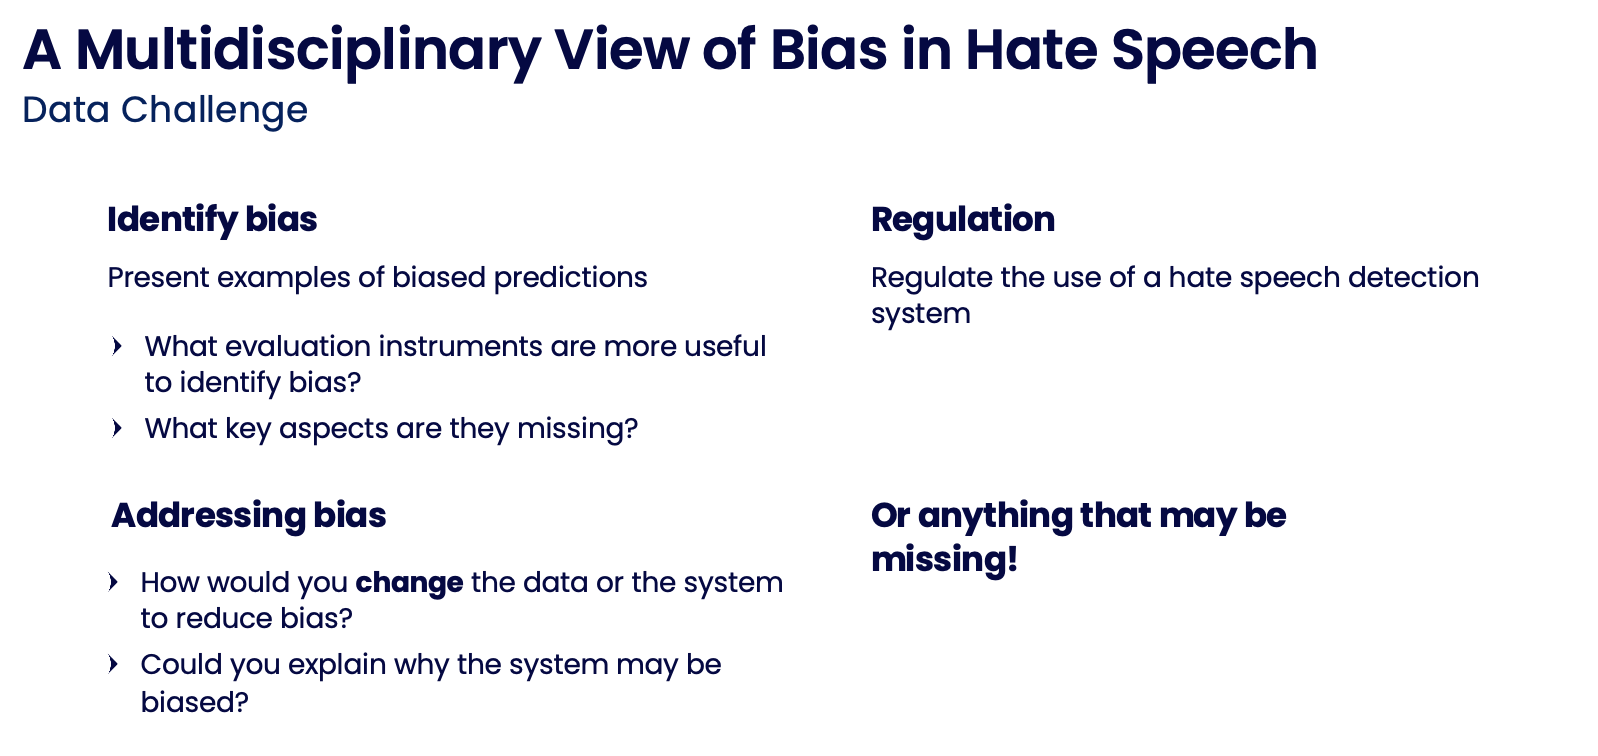 A Multidisciplinary View of Bias in Hate Speech
Data Challenge
Identify bias
Present examples of biased predictions
What evaluation instruments are more useful
to identify bias?
What key aspects are they missing?
Regulation
Regulate the use of a hate speech detection
system
Addressing bias
How would you change the data or the system
to reduce bias?
Could you explain why the system may be
biased?
Or anything that may be
missing!